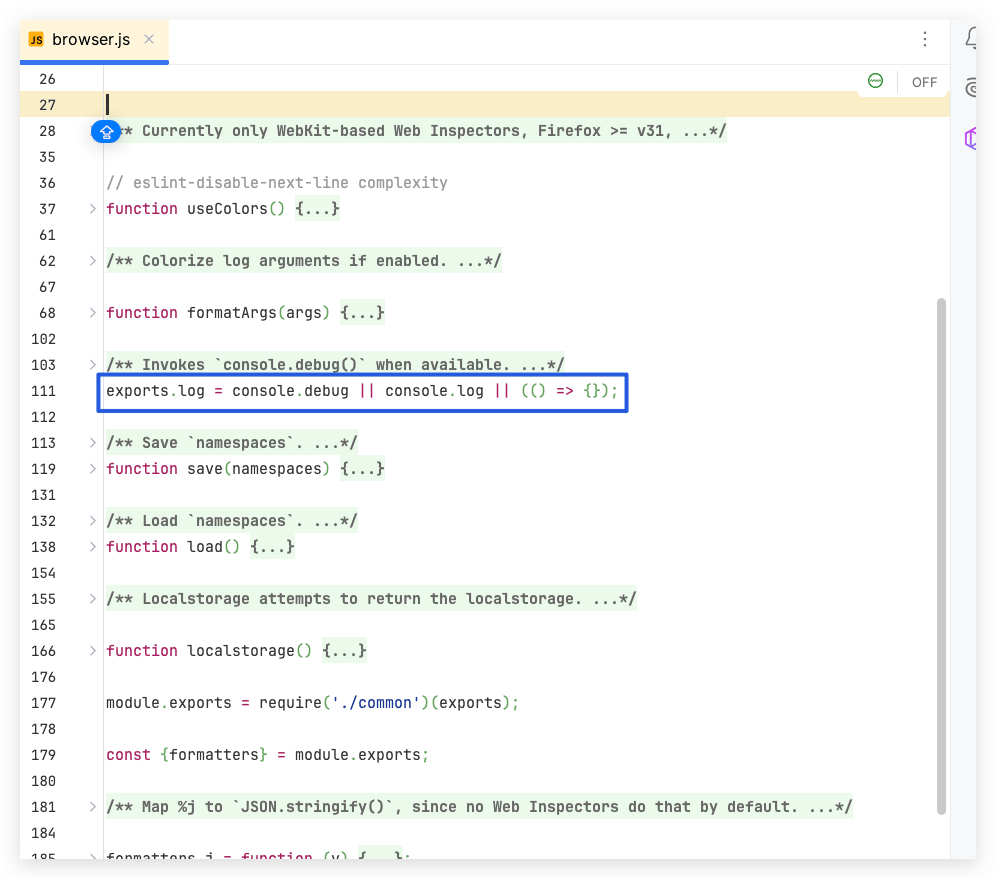 JS browser.js ×
26 OFF
27
28 /** Currently only WebKit-based Web Inspectors, Firefox >= v31, ...*/
35
36 // eslint-disable-next-line complexity
37 function useColors() {...}
61
62 /** Colorize log arguments if enabled. ...*/
67
68 function formatArgs(args) {...}
102
103 /** Invokes `console.debug()` when available. ...*/
111 exports.log = console.debug || console.log || (() => {});
112
113 /** Save `namespaces`. ...*/
119 function save(namespaces) {...}
131
132 /** Load `namespaces`. ...*/
138 function load() {...}
154
155 /** Localstorage attempts to return the localstorage. ...*/
165
166 function localstorage() {...}
176
177 module.exports = require('./common')(exports);
178
179 const {formatters} = module.exports;
180
181 /** Map %j to `JSON.stringify()`, since no Web Inspectors do that by default. ...*/
184
185 formatters.j = function (v) {...};